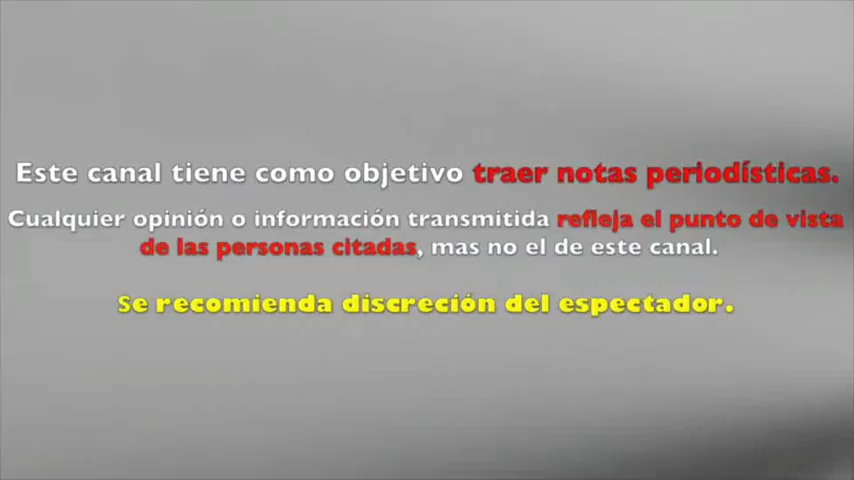 Este canal tiene como objetivo traer notas periodísticas.
Cualquier opinión o información transmitida refleja el punto de vista
de las personas citadas, mas no el de este canal.
Se recomienda discreción del espectador.